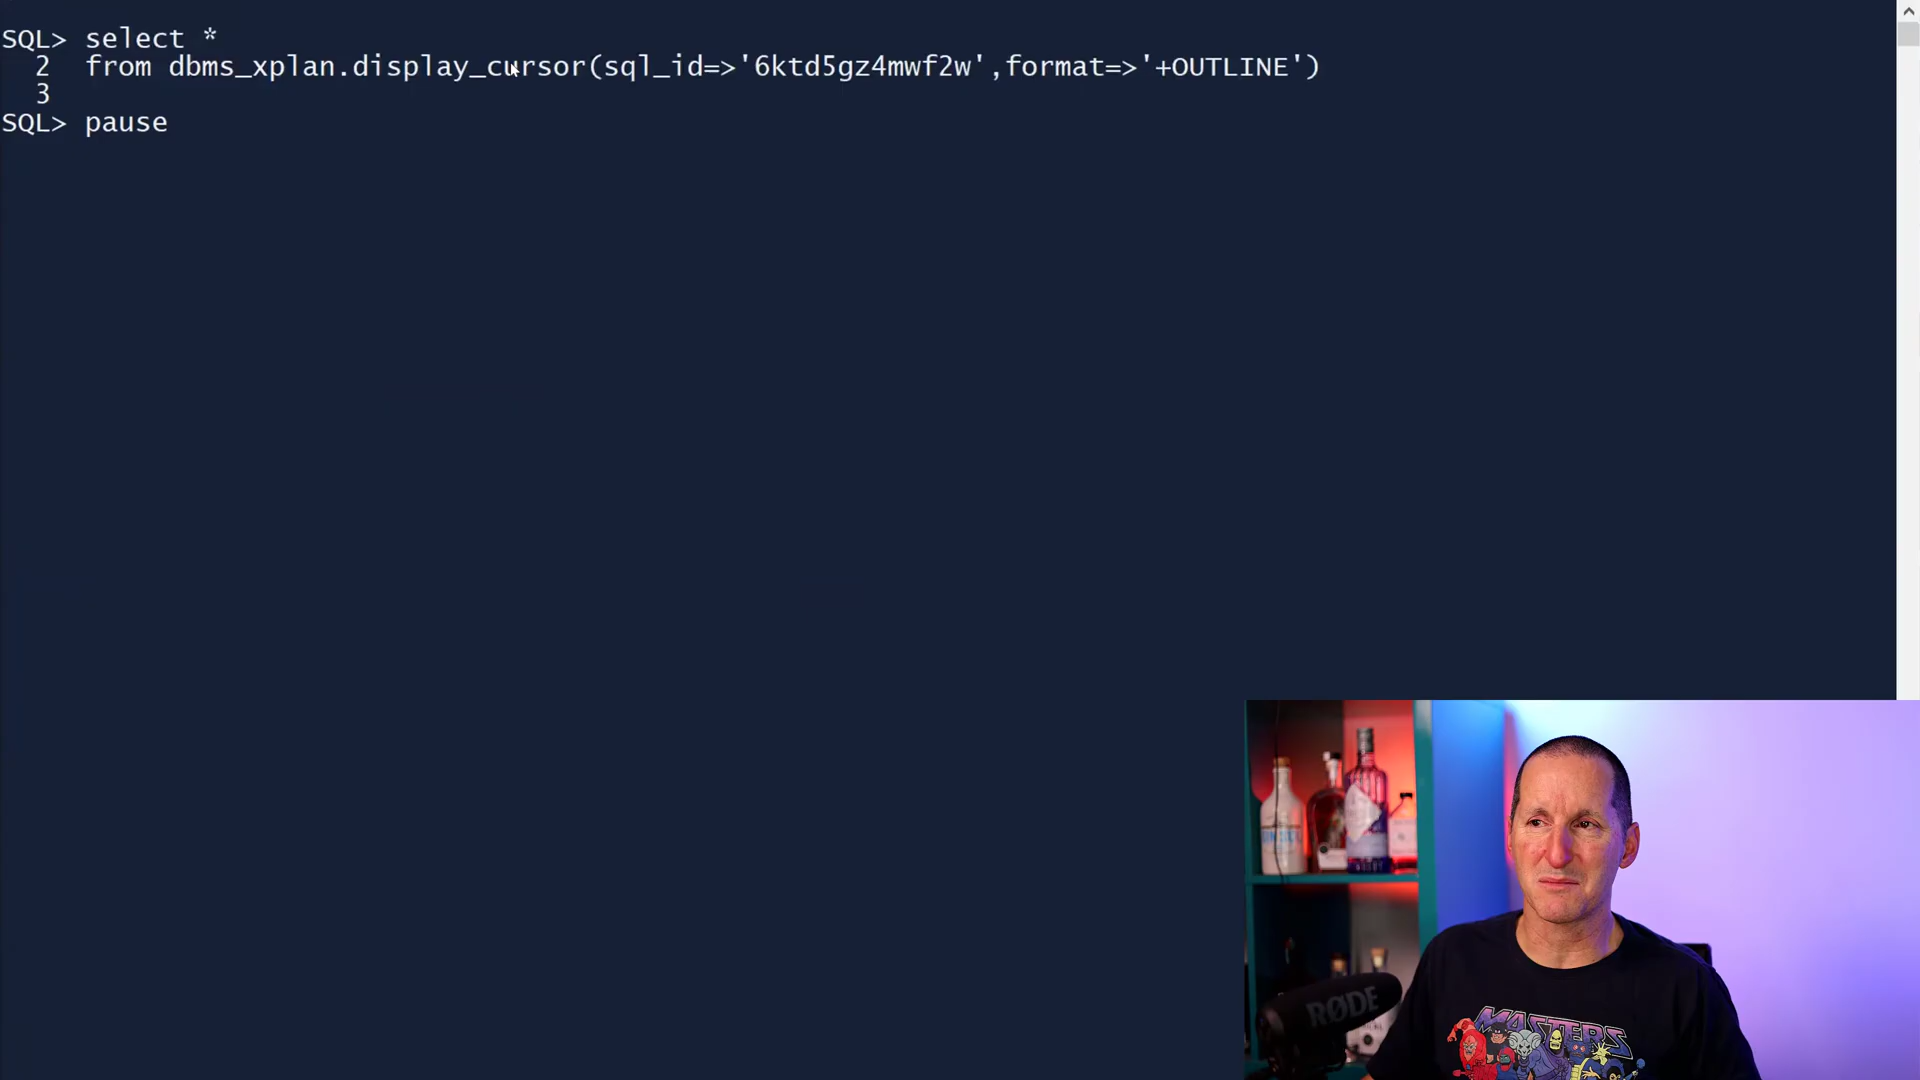 SQL> select *
  2  from dbms_xplan.display_cursor(sql_id=>'6ktd5gz4mwf2w',format=>'+OUTLINE')
  3
SQL> pause
RØDE
MASTERS